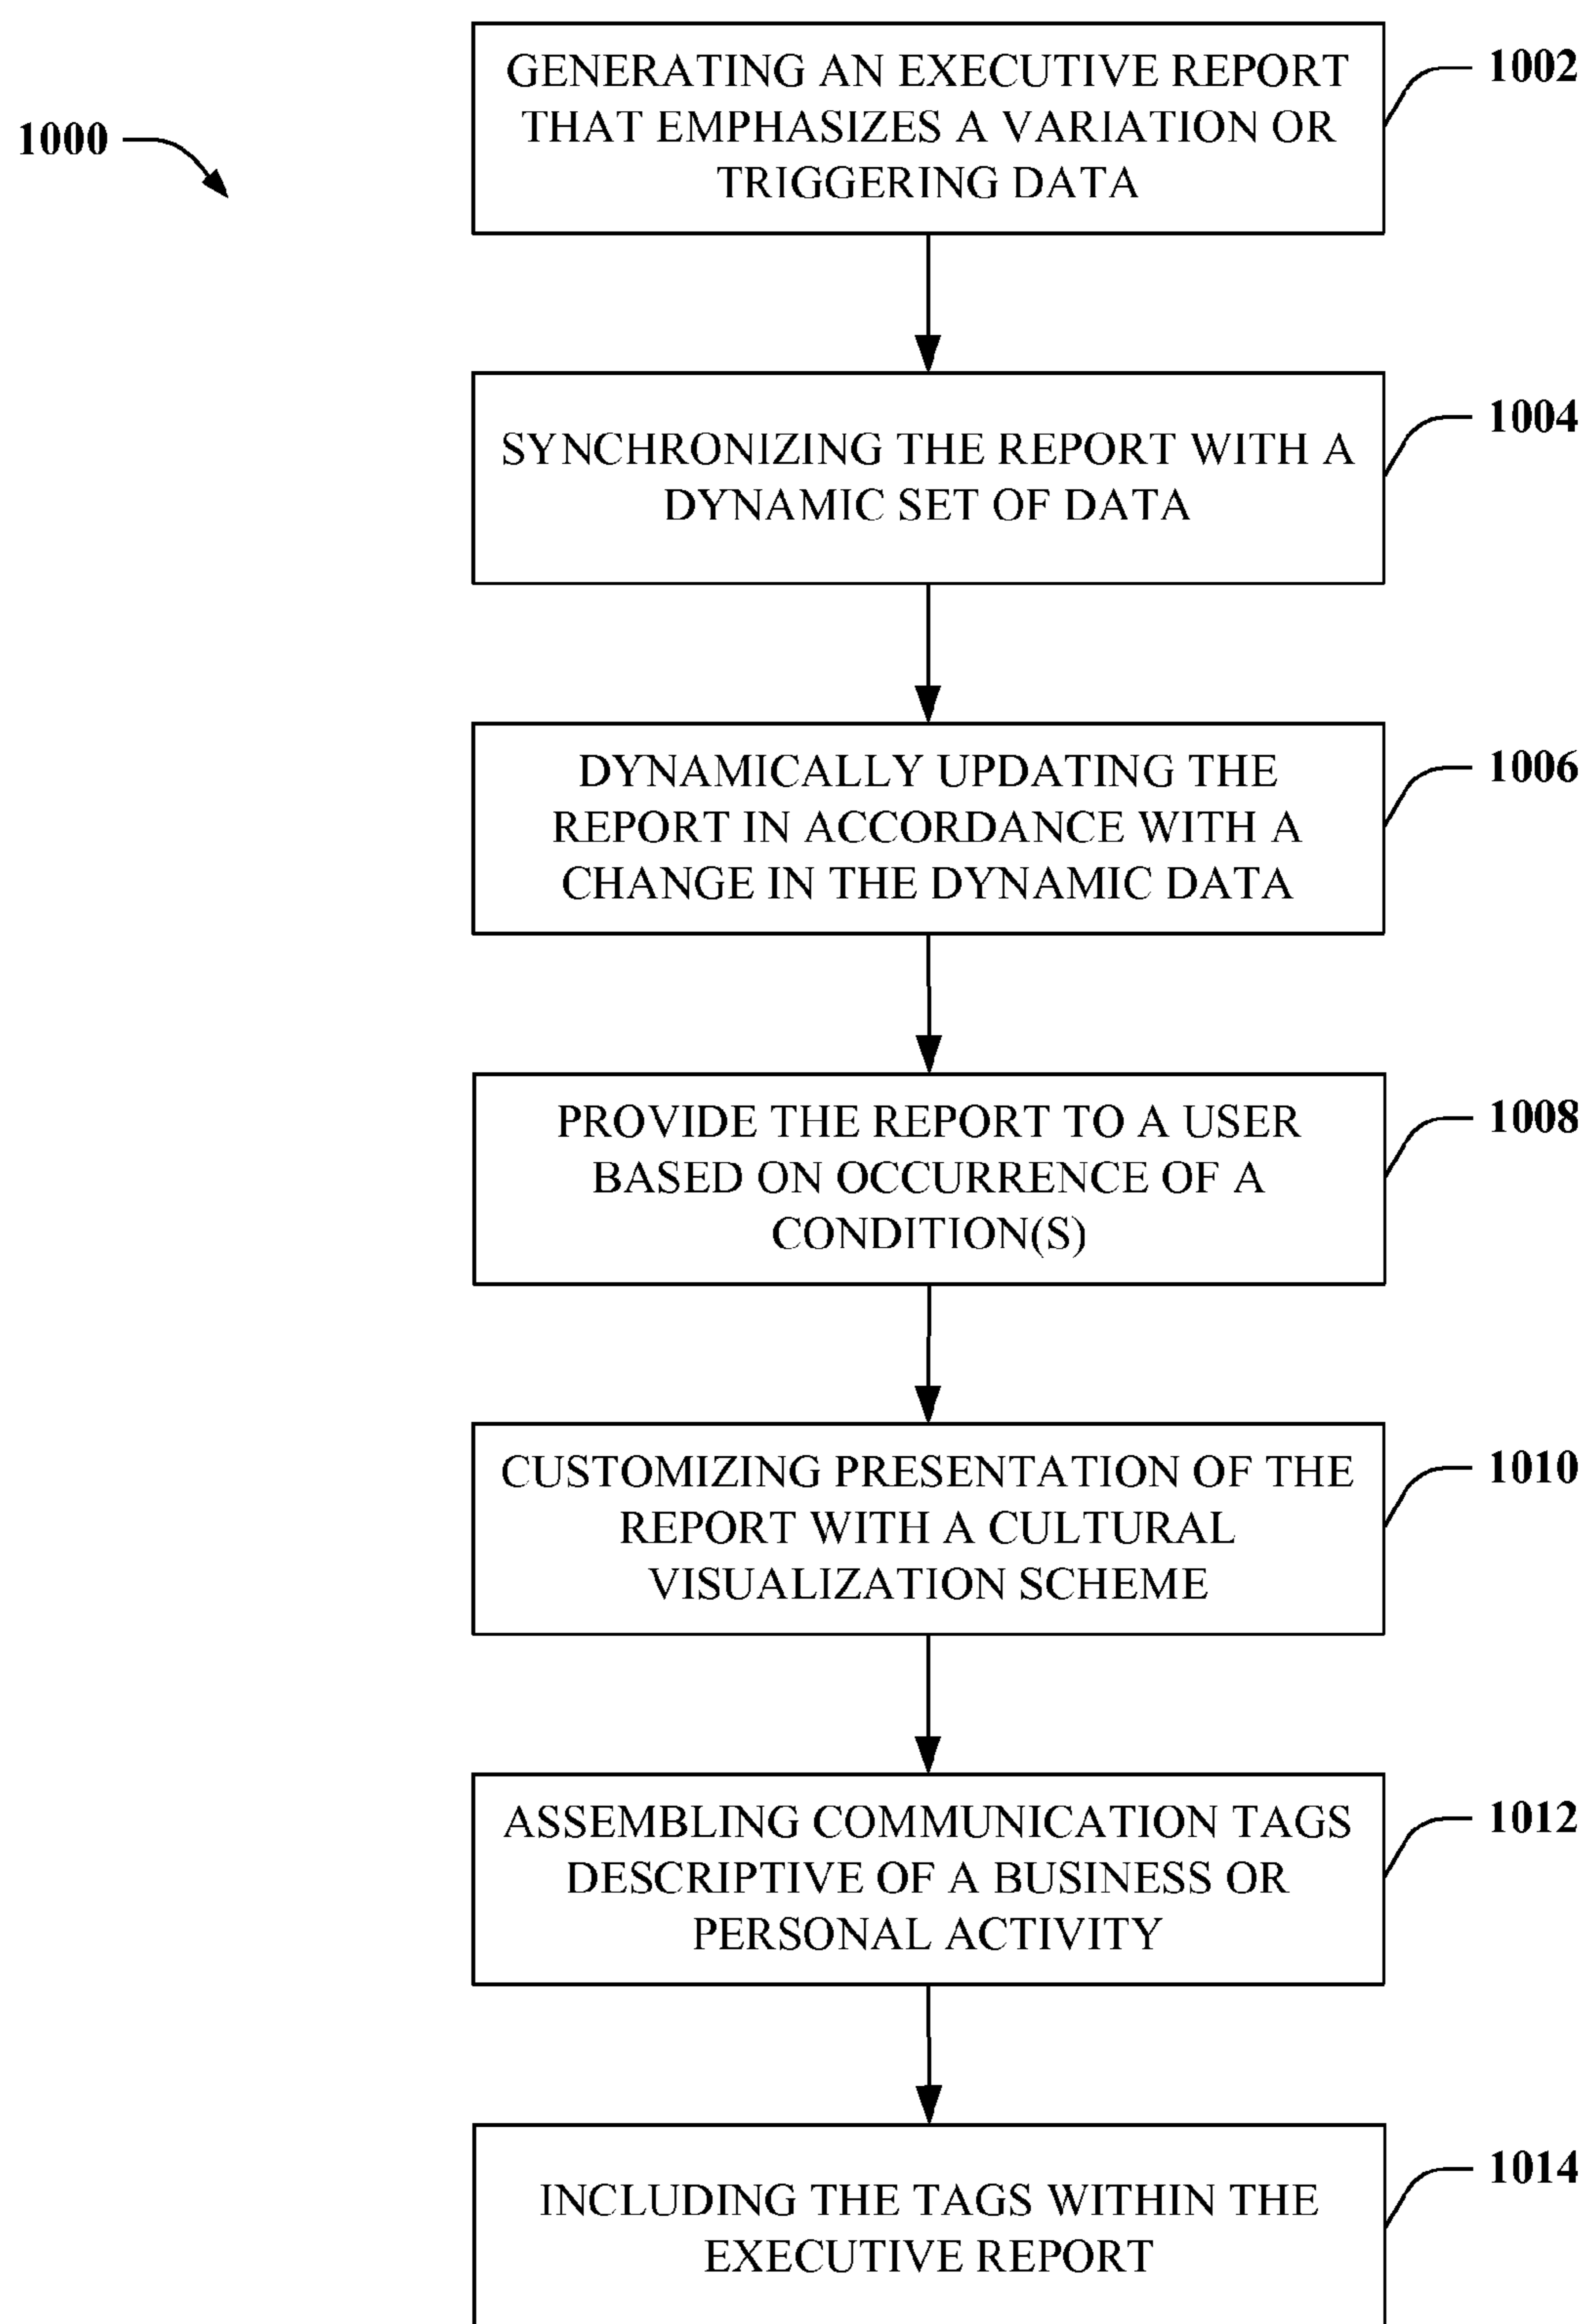 GENERATING AN EXECUTIVE REPORT
THAT EMPHASIZES A VARIATION OR
TRIGGERING DATA
1002
1000
SYNCHRONIZING THE REPORT WITH A
DYNAMIC SET OF DATA
1004
DYNAMICALLY UPDATING THE
REPORT IN ACCORDANCE WITH A
CHANGE IN THE DYNAMIC DATA
1006
PROVIDE THE REPORT TO A USER
BASED ON OCCURRENCE OF A
CONDITION(S)
1008
CUSTOMIZING PRESENTATION OF THE
REPORT WITH A CULTURAL
VISUALIZATION SCHEME
1010
ASSEMBLING COMMUNICATION TAGS
DESCRIPTIVE OF A BUSINESS OR
PERSONAL ACTIVITY
1012
INCLUDING THE TAGS WITHIN THE
EXECUTIVE REPORT
1014